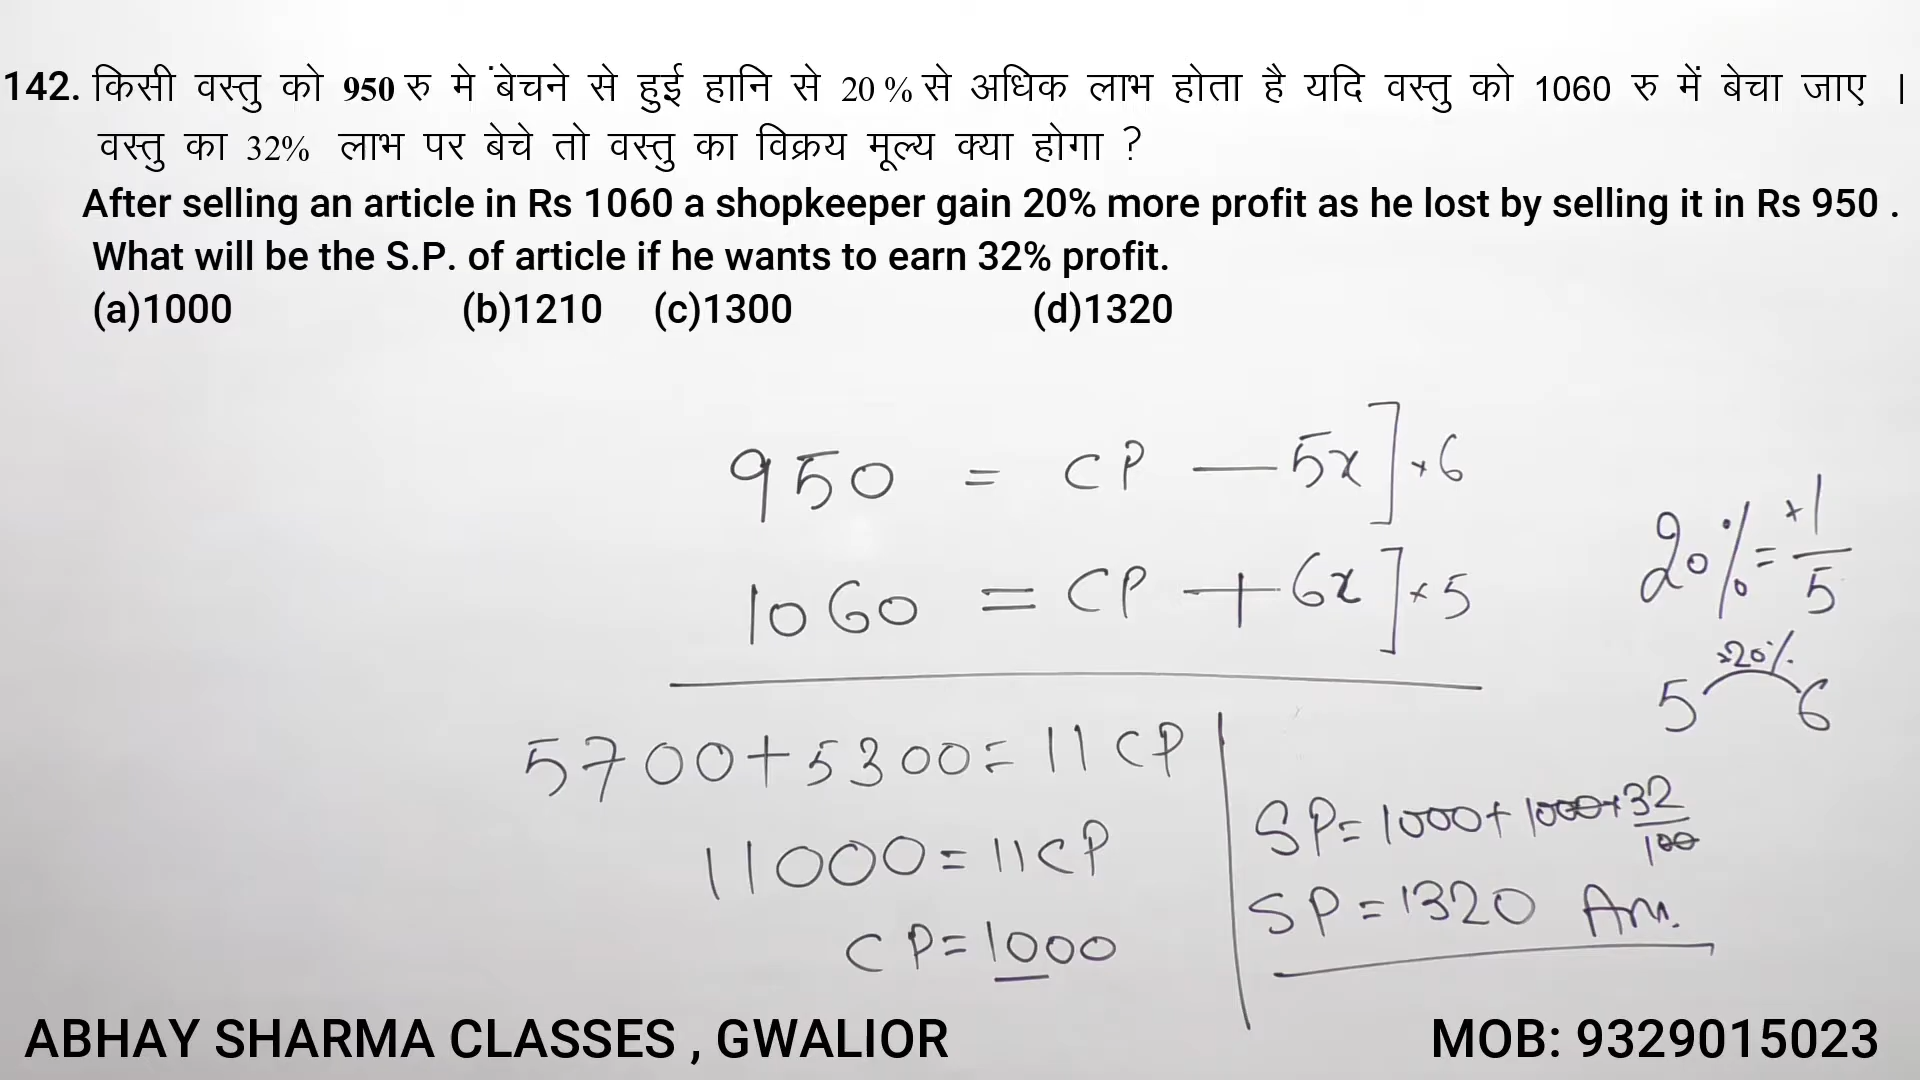 142. किसी वस्तु को 950 रु मे बेचने से हुई हानि से 20 % से अधिक लाभ होता है यदि वस्तु को 1060 रु में बेचा जाए ।
वस्तु का 32% लाभ पर बेचे तो वस्तु का विक्रय मूल्य क्या होगा ?
After selling an article in Rs 1060 a shopkeeper gain 20% more profit as he lost by selling it in Rs 950 .
What will be the S.P. of article if he wants to earn 32% profit.
(a)1000 (b)1210 (c)1300 (d)1320
950 = CP — 5x] × 6
1060 = CP + 6x] × 5
20% = +1/5
+20%
5 6
5700+5300 = 11 CP
11000 = 11CP
CP = 1000
SP = 1000 + 1000 × 32/100
SP = 1320 Ans.
ABHAY SHARMA CLASSES , GWALIOR
MOB: 9329015023